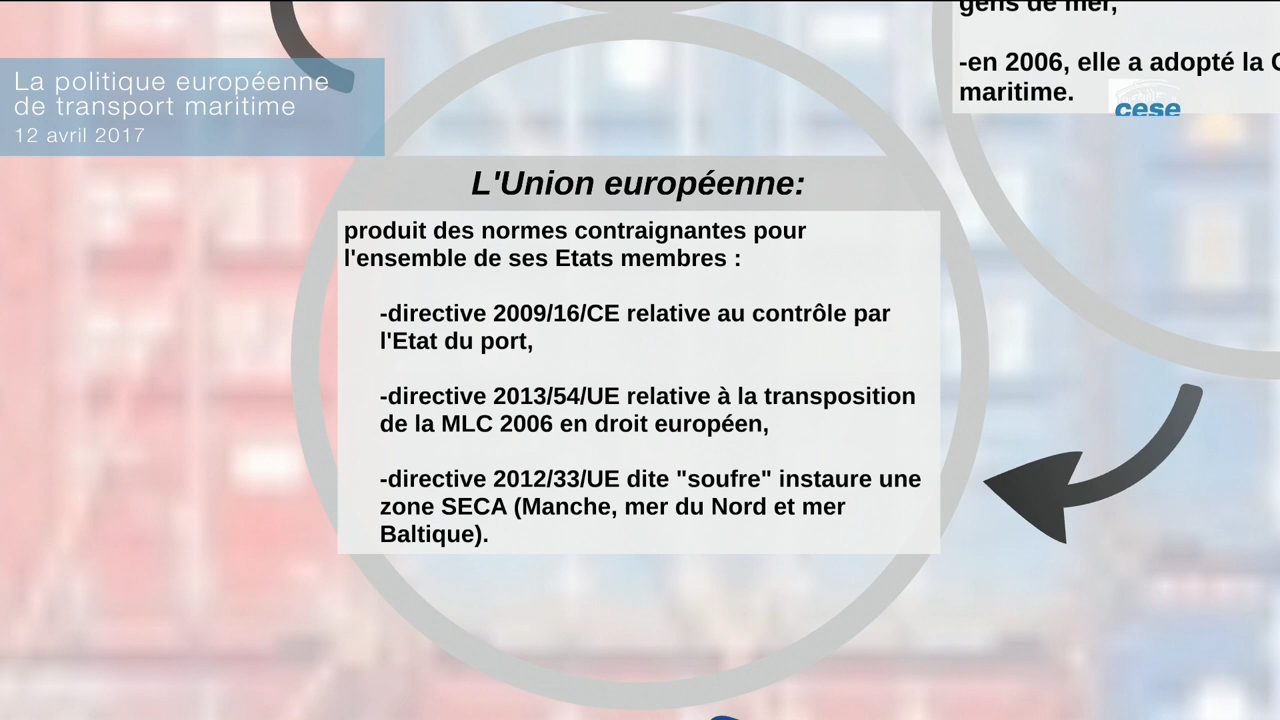 gens de mer,
-en 2006, elle a adopté la
maritime.
cese
La politique européenne
de transport maritime
12 avril 2017
L'Union européenne:
produit des normes contraignantes pour
l'ensemble de ses Etats membres :
-directive 2009/16/CE relative au contrôle par
l'Etat du port,
-directive 2013/54/UE relative à la transposition
de la MLC 2006 en droit européen,
-directive 2012/33/UE dite "soufre" instaure une
zone SECA (Manche, mer du Nord et mer
Baltique).